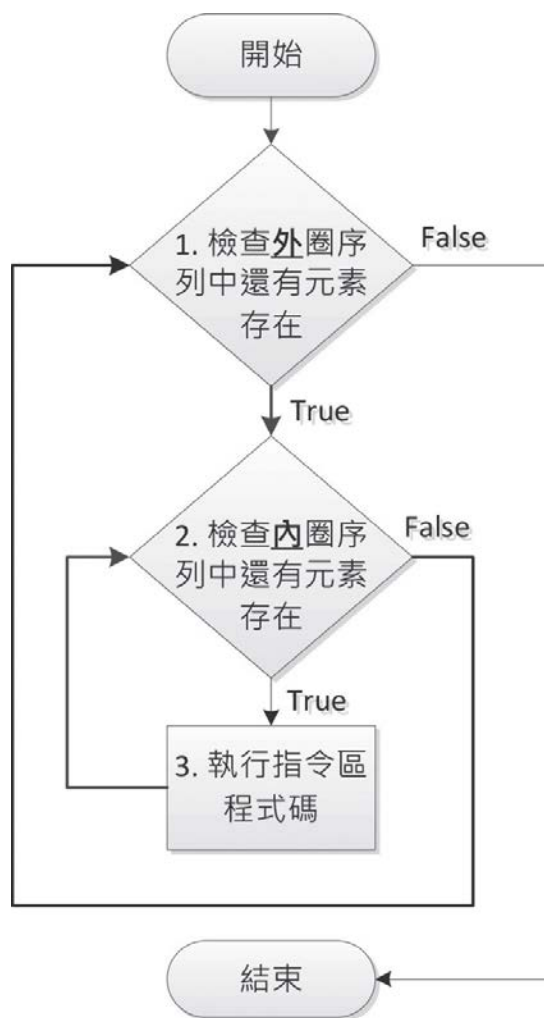 開始
1. 檢查外圈序
列中還有元素
存在
False
True
2. 檢查內圈序
列中還有元素
存在
False
True
3. 執行指令區
程式碼
結束